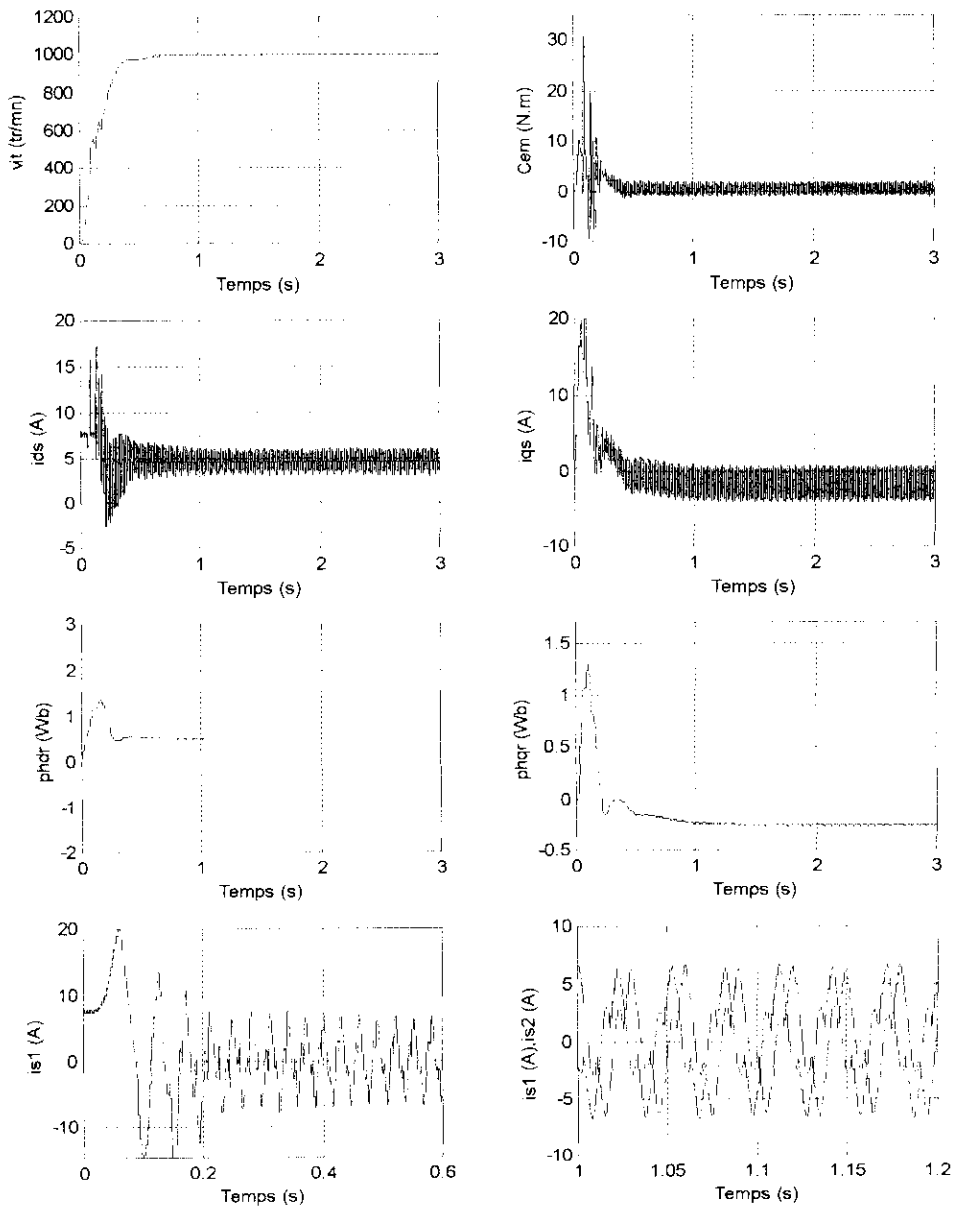 1200
1000
800
600
400
200
0
vit (tr/mn)
0 1 2 3
Temps (s)
30
20
10
0
-10
Cem (N.m)
0 1 2 3
Temps (s)
20
15
10
5
0
-5
ids (A)
0 1 2 3
Temps (s)
20
10
0
-10
iqs (A)
0 1 2 3
Temps (s)
3
2
1
0
-1
-2
phdr (Wb)
0 1 2 3
Temps (s)
1.5
1
0.5
0
-0.5
phqr (Wb)
0 1 2 3
Temps (s)
20
10
0
-10
is1 (A)
0 0.2 0.4 0.6
Temps (s)
10
5
0
-5
-10
is1 (A),is2 (A)
1 1.05 1.1 1.15 1.2
Temps (s)